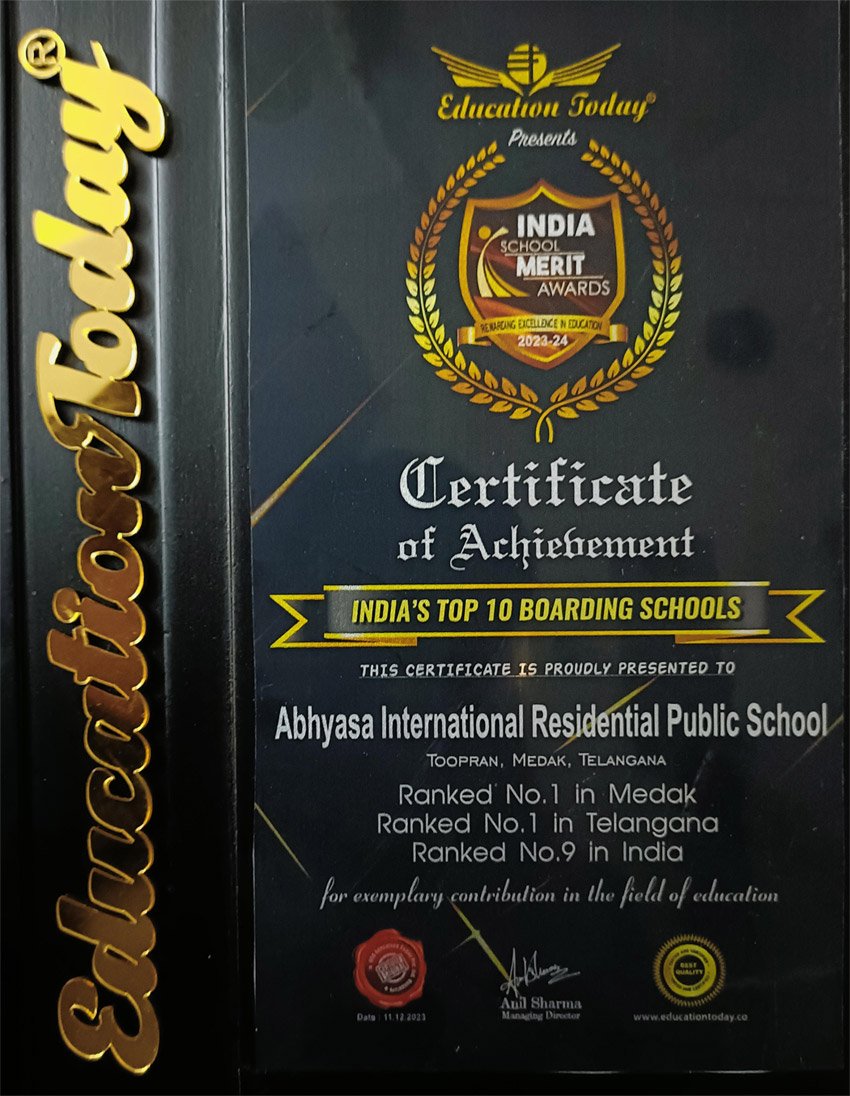 Education Today®
Education Today®
Presents
INDIA
SCHOOL
MERIT
AWARDS
REWARDING EXCELLENCE IN EDUCATION
2023-24
Certificate
of Achievement
INDIA'S TOP 10 BOARDING SCHOOLS
THIS CERTIFICATE IS PROUDLY PRESENTED TO
Abhyasa International Residential Public School
TOOPRAN, MEDAK, TELANGANA
Ranked No.1 in Medak
Ranked No.1 in Telangana
Ranked No.9 in India
for exemplary contribution in the field of education
BEST
QUALITY
Anil Sharma
Managing Director
Date : 11.12.2023
www.educationtoday.co